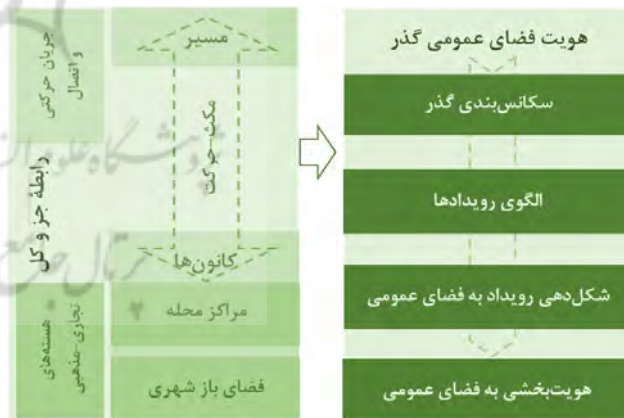 هویت فضای عمومی گذر
سکانس‌بندی گذر
الگوی رویدادها
شکل‌دهی رویداد به فضای عمومی
هویت‌بخشی به فضای عمومی
مسیر
مکث-حرکت
کانون‌ها
مراکز محله
فضای باز شهری
جریان حرکتی
و اتصال
رابطهٔ جز و کل
هسته‌های
تجاری-مذهبی